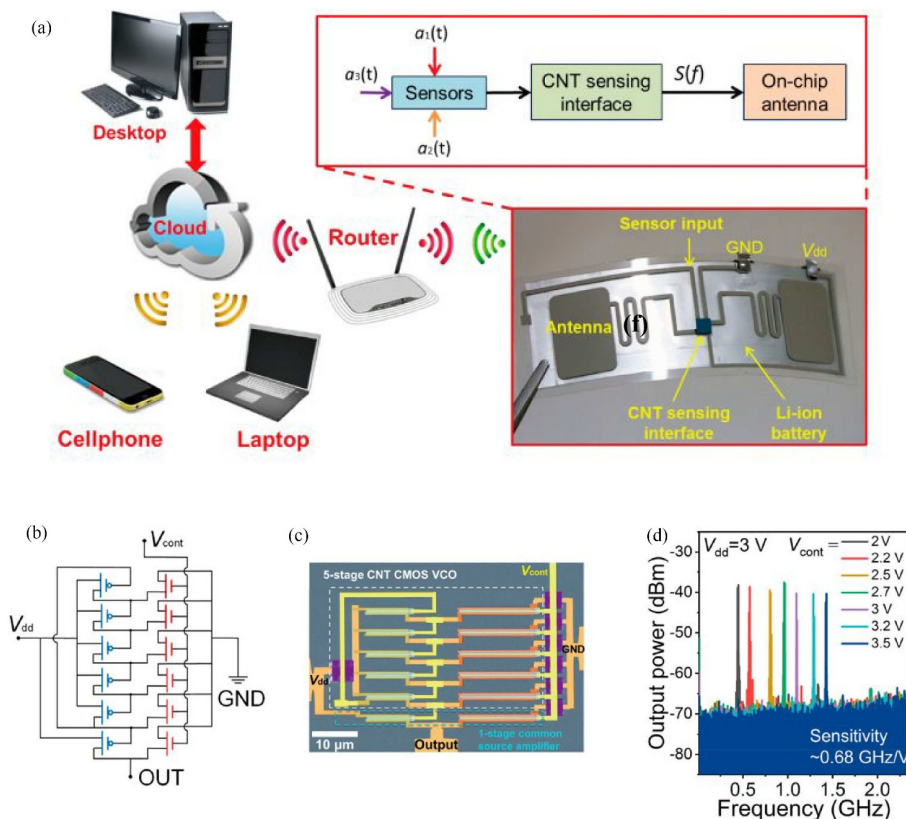 (a)
Desktop
Cloud
Router
Cellphone
Laptop
a1(t)
a3(t)
Sensors
a2(t)
CNT sensing
interface
S(f)
On-chip
antenna
Sensor input
GND
Vdd
Antenna
(f)
CNT sensing
interface
Li-ion
battery
(b)
Vcont
Vdd
GND
OUT
(c)
5-stage CNT CMOS VCO
Vcont
Vdd
GND
10 μm
Output
1-stage common
source amplifier
(d)
Vdd=3 V Vcont=
2 V
2.2 V
2.5 V
2.7 V
3 V
3.2 V
3.5 V
Output power (dBm)
-30
-40
-50
-60
-70
-80
Sensitivity
~0.68 GHz/V
0.5 1.0 1.5 2.0
Frequency (GHz)